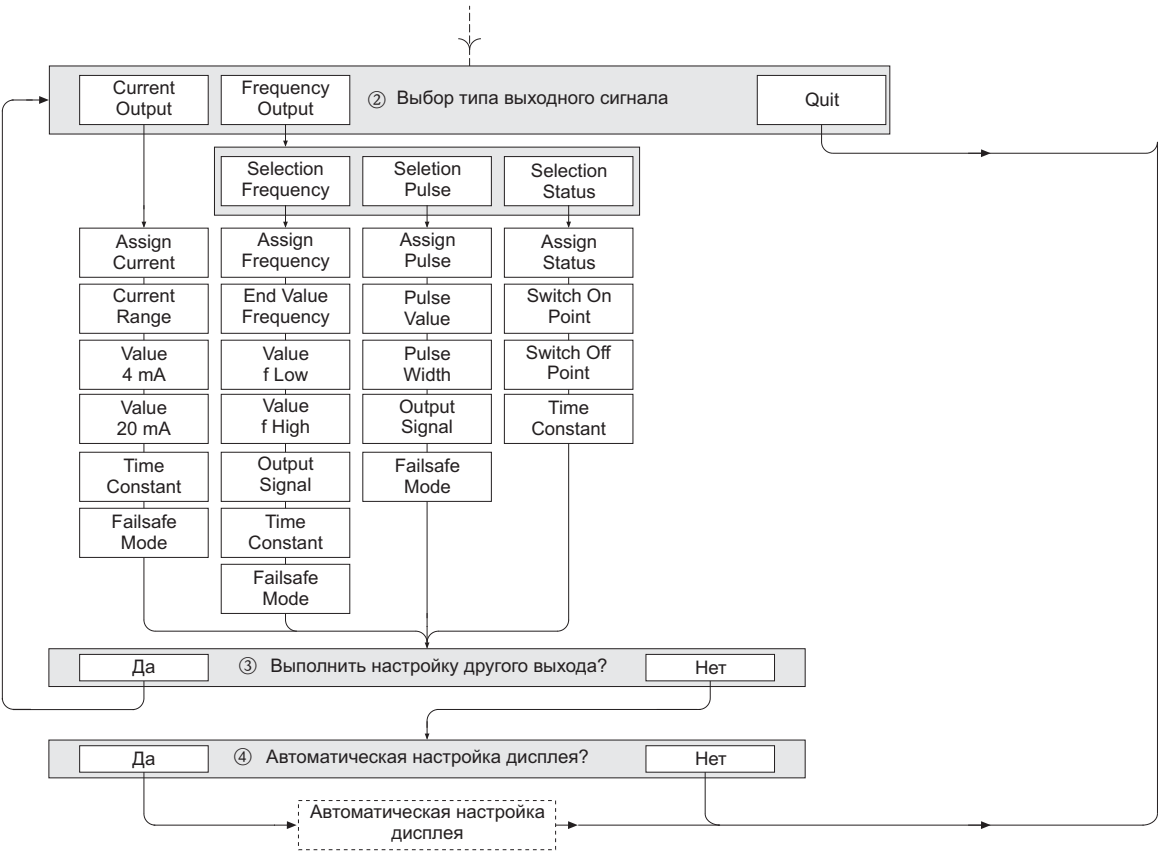 Current
Output
Frequency
Output
② Выбор типа выходного сигнала
Quit
Selection
Frequency
Seletion
Pulse
Selection
Status
Assign
Current
Current
Range
Value
4 mA
Value
20 mA
Time
Constant
Failsafe
Mode
Assign
Frequency
End Value
Frequency
Value
f Low
Value
f High
Output
Signal
Time
Constant
Failsafe
Mode
Assign
Pulse
Pulse
Value
Pulse
Width
Output
Signal
Failsafe
Mode
Assign
Status
Switch On
Point
Switch Off
Point
Time
Constant
Да
③ Выполнить настройку другого выхода?
Нет
Да
④ Автоматическая настройка дисплея?
Нет
Автоматическая настройка
дисплея